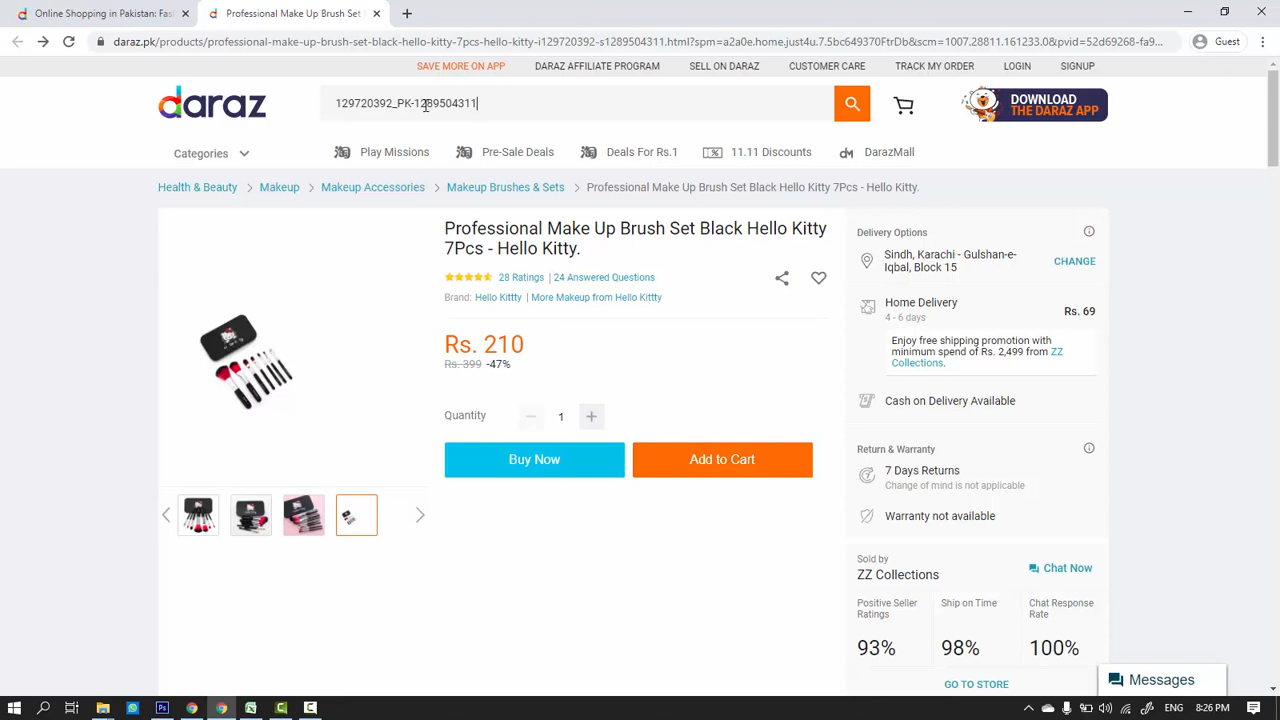 Online Shopping in Pakistan: Fas
Professional Make Up Brush Set
daraz.pk/products/professional-make-up-brush-set-black-hello-kitty-7pcs-hello-kitty-i129720392-s1289504311.html?spm=a2a0e.home.just4u.7.5bc649370FtrDb&scm=1007.28811.161233.0&pvid=52d69268-fa9...
Guest
SAVE MORE ON APP
DARAZ AFFILIATE PROGRAM
SELL ON DARAZ
CUSTOMER CARE
TRACK MY ORDER
LOGIN
SIGNUP
daraz
129720392_PK-1289504311
DOWNLOAD
THE DARAZ APP
Categories
Play Missions
Pre-Sale Deals
Deals For Rs.1
11.11 Discounts
DarazMall
Health & Beauty > Makeup > Makeup Accessories > Makeup Brushes & Sets > Professional Make Up Brush Set Black Hello Kitty 7Pcs - Hello Kitty.
Professional Make Up Brush Set Black Hello Kitty
7Pcs - Hello Kitty.
28 Ratings | 24 Answered Questions
Brand: Hello Kittty | More Makeup from Hello Kittty
Rs. 210
Rs. 399 -47%
Quantity
1
Buy Now
Add to Cart
Delivery Options
Sindh, Karachi - Gulshan-e-
Iqbal, Block 15
CHANGE
Home Delivery
4 - 6 days
Rs. 69
Enjoy free shipping promotion with
minimum spend of Rs. 2,499 from ZZ
Collections.
Cash on Delivery Available
Return & Warranty
7 Days Returns
Change of mind is not applicable
Warranty not available
Sold by
ZZ Collections
Chat Now
Positive Seller
Ratings
Ship on Time
Chat Response
Rate
93%
98%
100%
GO TO STORE
Messages
ENG
8:26 PM